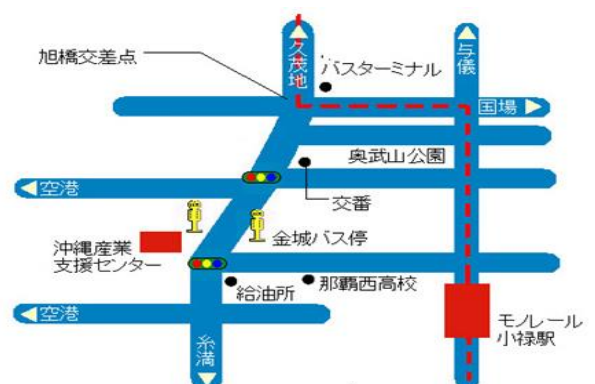 久茂地
与儀
旭橋交差点
バスターミナル
国場
奥武山公園
空港
交番
金城バス停
沖縄産業
支援センター
給油所
那覇西高校
空港
モノレール
小禄駅
糸満